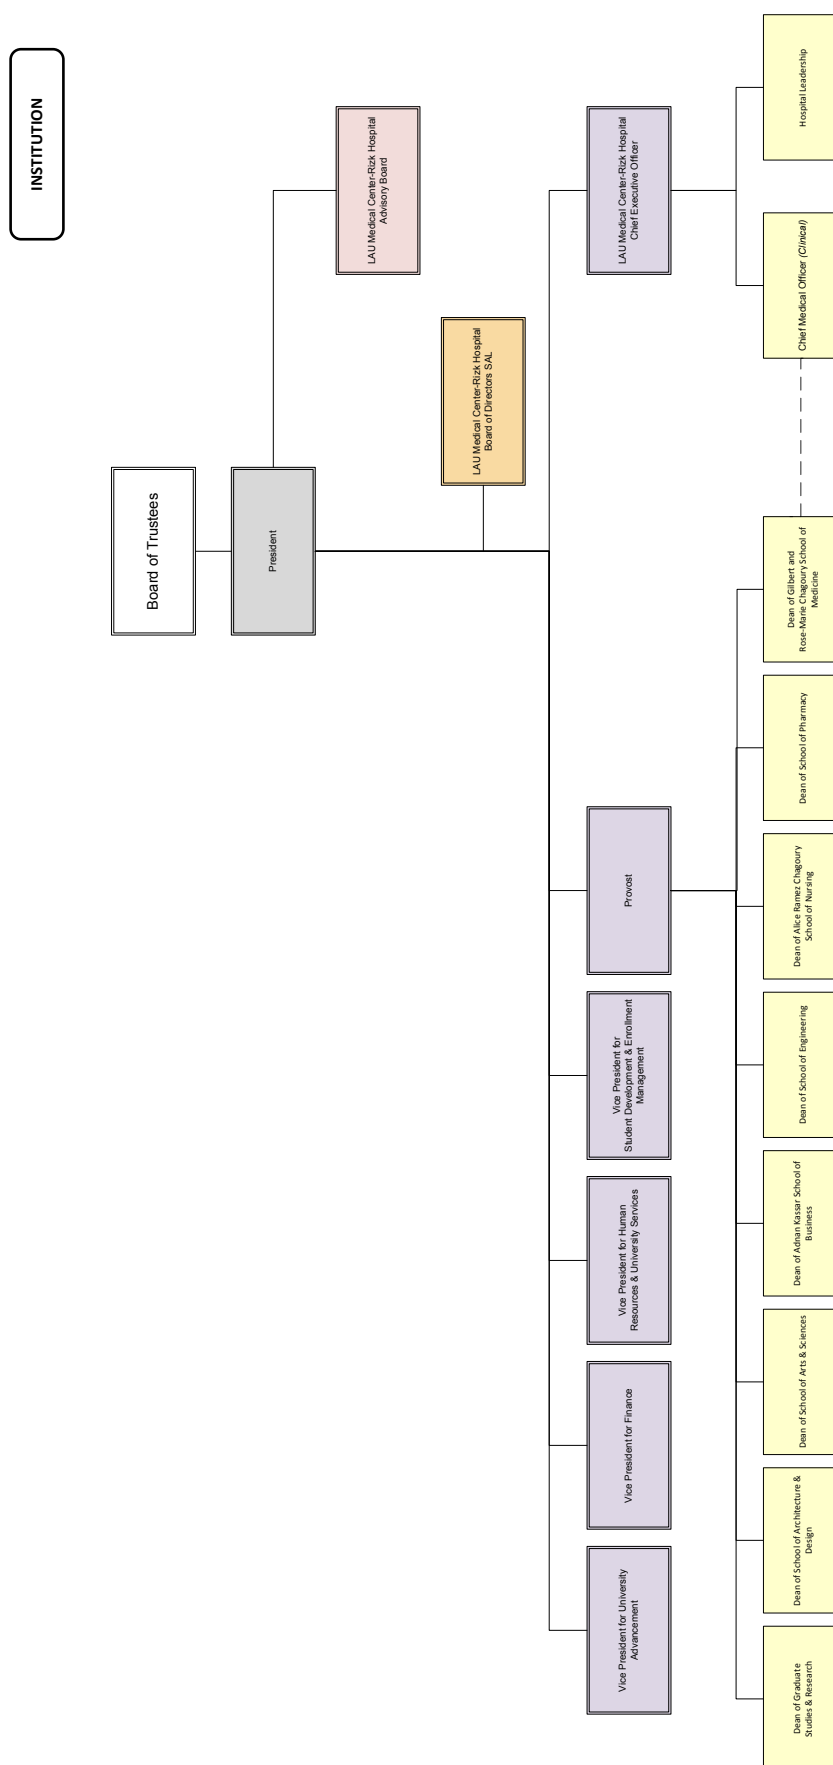 INSTITUTION
Board of Trustees
President
LAU Medical Center-Rizk Hospital
Advisory Board
LAU Medical Center-Rizk Hospital
Board of Directors SAL
Vice President for University
Advancement
Vice President for Finance
Vice President for Human
Resources & University Services
Vice President for
Student Development & Enrollment
Management
Provost
LAU Medical Center-Rizk Hospital
Chief Executive Officer
Dean of Graduate
Studies & Research
Dean of School of Architecture &
Design
Dean of School of Arts & Sciences
Dean of Adnan Kassar School of
Business
Dean of School of Engineering
Dean of Alice Ramez Chagoury
School of Nursing
Dean of School of Pharmacy
Dean of Gilbert and
Rose-Marie Chagoury School of
Medicine
Chief Medical Officer (Clinical)
Hospital Leadership